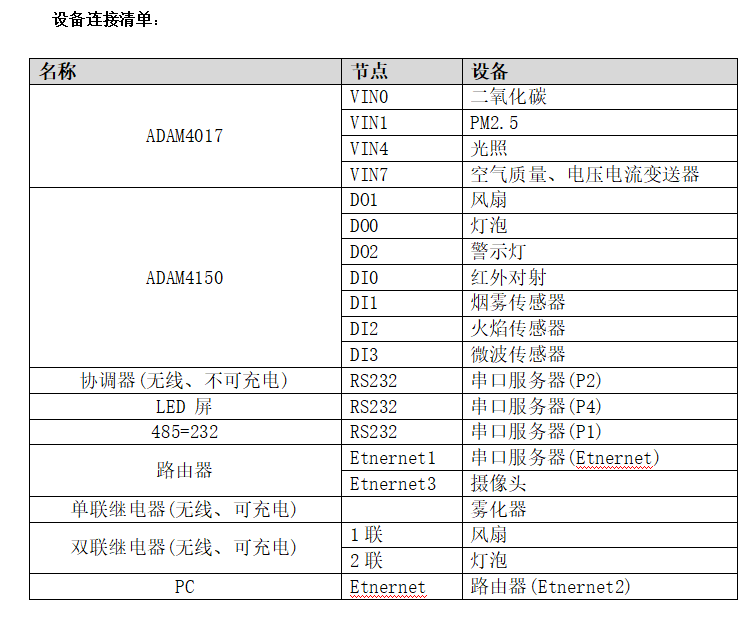 设备连接清单：
名称 节点 设备
ADAM4017 VIN0 二氧化碳
VIN1 PM2.5
VIN4 光照
VIN7 空气质量、电压电流变送器
ADAM4150 DO1 风扇
DO0 灯泡
DO2 警示灯
DI0 红外对射
DI1 烟雾传感器
DI2 火焰传感器
DI3 微波传感器
协调器(无线、不可充电) RS232 串口服务器(P2)
LED 屏 RS232 串口服务器(P4)
485=232 RS232 串口服务器(P1)
路由器 Etnernet1 串口服务器(Etnernet)
Etnernet3 摄像头
单联继电器(无线、可充电) 雾化器
双联继电器(无线、可充电) 1联 风扇
2联 灯泡
PC Etnernet 路由器(Etnernet2)